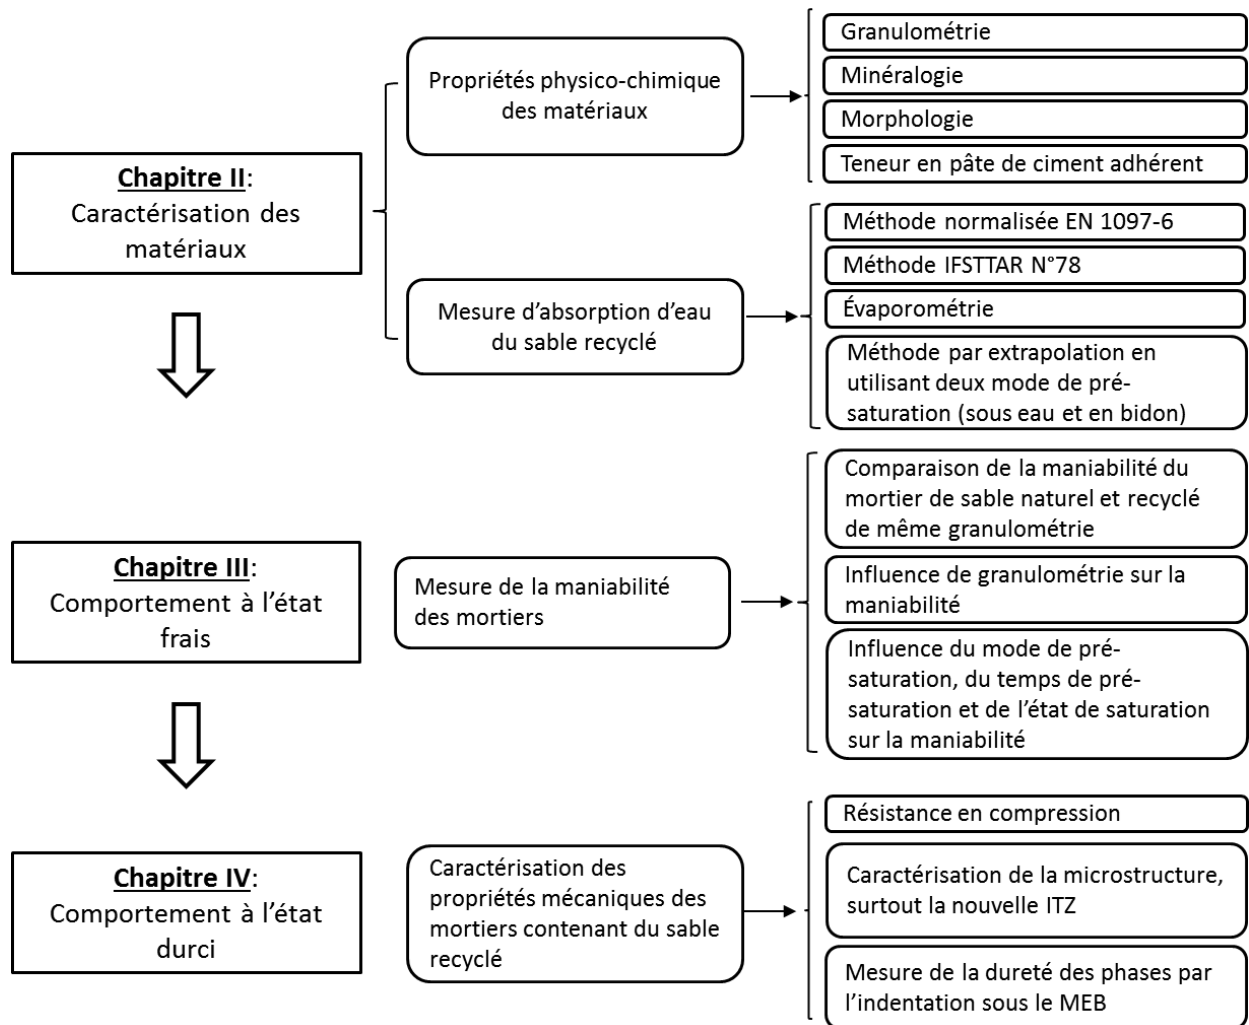 Chapitre II:
Caractérisation des
matériaux
Propriétés physico-chimique
des matériaux
Granulométrie
Minéralogie
Morphologie
Teneur en pâte de ciment adhérent
Mesure d'absorption d'eau
du sable recyclé
Méthode normalisée EN 1097-6
Méthode IFSTTAR N°78
Évaporométrie
Méthode par extrapolation en
utilisant deux mode de pré-
saturation (sous eau et en bidon)
Chapitre III:
Comportement à l'état
frais
Mesure de la maniabilité
des mortiers
Comparaison de la maniabilité du
mortier de sable naturel et recyclé
de même granulométrie
Influence de granulométrie sur la
maniabilité
Influence du mode de pré-
saturation, du temps de pré-
saturation et de l'état de saturation
sur la maniabilité
Chapitre IV:
Comportement à l'état
durci
Caractérisation des
propriétés mécaniques des
mortiers contenant du sable
recyclé
Résistance en compression
Caractérisation de la microstructure,
surtout la nouvelle ITZ
Mesure de la dureté des phases par
l'indentation sous le MEB